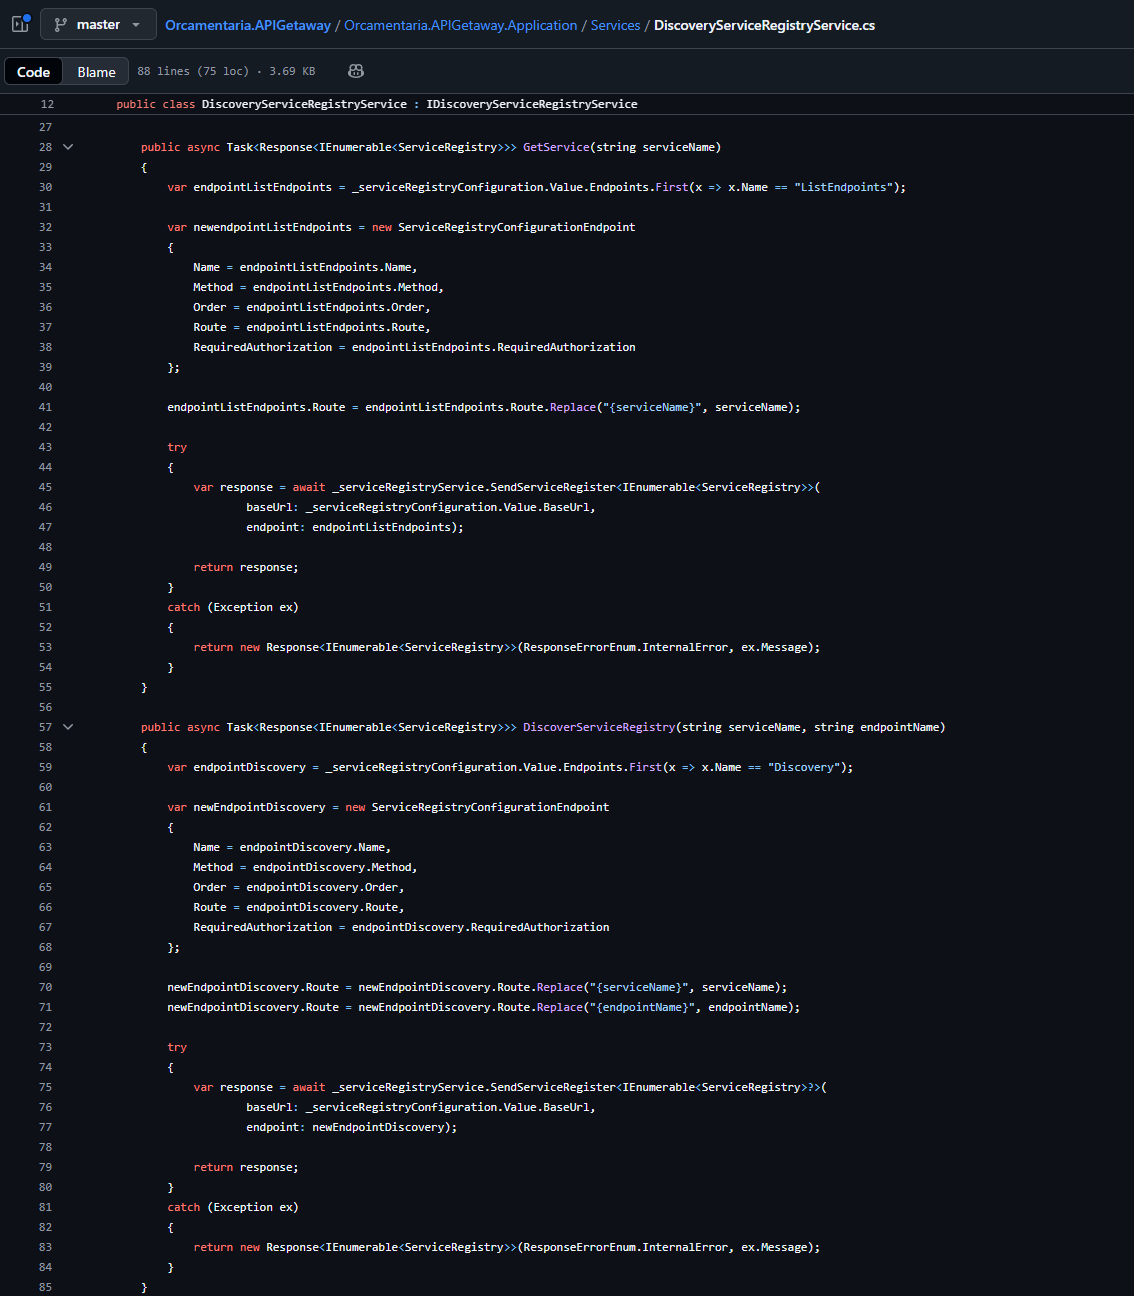 master Orcamentaria.APIGetaway / Orcamentaria.APIGetaway.Application / Services / DiscoveryServiceRegistryService.cs
Code Blame 88 lines (75 loc) · 3.69 KB
12 public class DiscoveryServiceRegistryService : IDiscoveryServiceRegistryService
27
28 public async Task<Response<IEnumerable<ServiceRegistry>>> GetService(string serviceName)
29 {
30 var endpointListEndpoints = _serviceRegistryConfiguration.Value.Endpoints.First(x => x.Name == "ListEndpoints");
31
32 var newendpointListEndpoints = new ServiceRegistryConfigurationEndpoint
33 {
34 Name = endpointListEndpoints.Name,
35 Method = endpointListEndpoints.Method,
36 Order = endpointListEndpoints.Order,
37 Route = endpointListEndpoints.Route,
38 RequiredAuthorization = endpointListEndpoints.RequiredAuthorization
39 };
40
41 endpointListEndpoints.Route = endpointListEndpoints.Route.Replace("{serviceName}", serviceName);
42
43 try
44 {
45 var response = await _serviceRegistryService.SendServiceRegister<IEnumerable<ServiceRegistry>>(
46 baseUrl: _serviceRegistryConfiguration.Value.BaseUrl,
47 endpoint: endpointListEndpoints);
48
49 return response;
50 }
51 catch (Exception ex)
52 {
53 return new Response<IEnumerable<ServiceRegistry>>(ResponseErrorEnum.InternalError, ex.Message);
54 }
55 }
56
57 public async Task<Response<IEnumerable<ServiceRegistry>>> DiscoverServiceRegistry(string serviceName, string endpointName)
58 {
59 var endpointDiscovery = _serviceRegistryConfiguration.Value.Endpoints.First(x => x.Name == "Discovery");
60
61 var newEndpointDiscovery = new ServiceRegistryConfigurationEndpoint
62 {
63 Name = endpointDiscovery.Name,
64 Method = endpointDiscovery.Method,
65 Order = endpointDiscovery.Order,
66 Route = endpointDiscovery.Route,
67 RequiredAuthorization = endpointDiscovery.RequiredAuthorization
68 };
69
70 newEndpointDiscovery.Route = newEndpointDiscovery.Route.Replace("{serviceName}", serviceName);
71 newEndpointDiscovery.Route = newEndpointDiscovery.Route.Replace("{endpointName}", endpointName);
72
73 try
74 {
75 var response = await _serviceRegistryService.SendServiceRegister<IEnumerable<ServiceRegistry>?>(
76 baseUrl: _serviceRegistryConfiguration.Value.BaseUrl,
77 endpoint: newEndpointDiscovery);
78
79 return response;
80 }
81 catch (Exception ex)
82 {
83 return new Response<IEnumerable<ServiceRegistry>>(ResponseErrorEnum.InternalError, ex.Message);
84 }
85 }